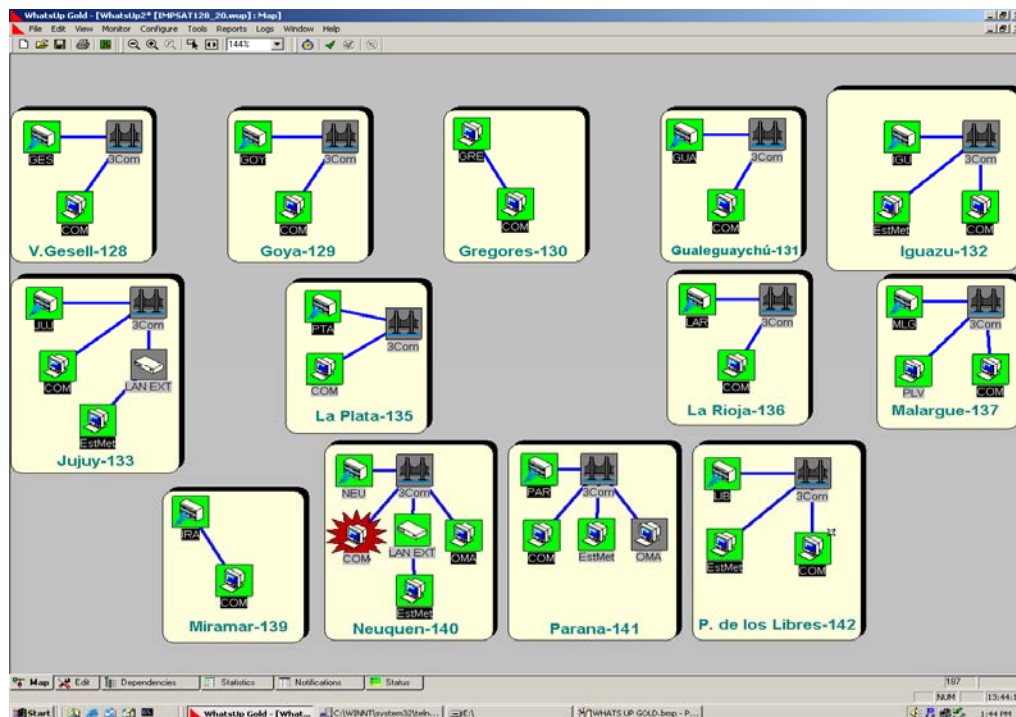 WhatsUp Gold - [WhatsUp2* [IMPSAT128_20.wup] : Map]
File Edit View Monitor Configure Tools Reports Logs Window Help
144%
GES 3Com
COM
V.Gesell-128
GOY 3Com
COM
Goya-129
GRE
COM
Gregores-130
GUA 3Com
COM
Gualeguaychú-131
IGU 3Com
EstMet COM
Iguazu-132
JUJ 3Com
COM LAN EXT
EstMet
Jujuy-133
PTA 3Com
COM
La Plata-135
LAR 3Com
COM
La Rioja-136
MLG 3Com
PLV COM
Malargue-137
IRA
COM
Miramar-139
NEU 3Com
COM LAN EXT OMA
EstMet
Neuquen-140
PAR 3Com
COM EstMet OMA
Parana-141
LIB 3Com
EstMet COM
P. de los Libres-142
Map Edit Dependencies Statistics Notifications Status 187
NUM 13:44:1
Start WhatsUp Gold - [What... C:\WINNT\system32\teln... E:\ WHATS UP GOLD.bmp - P... 1:44 PM